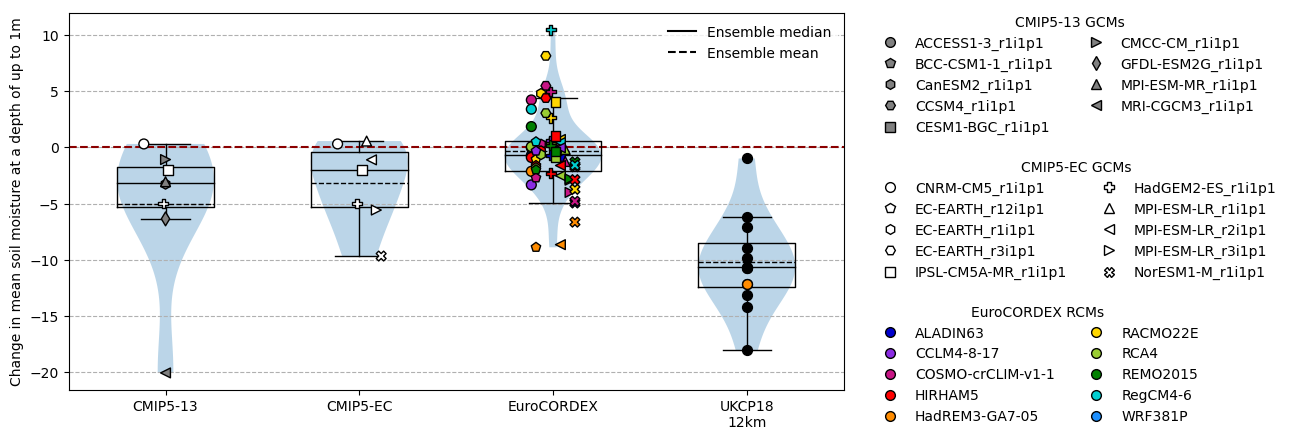 Change in mean soil moisture at a depth of up to 1m
10
5
0
−5
−10
−15
−20
Ensemble median
Ensemble mean
CMIP5-13
CMIP5-EC
EuroCORDEX
UKCP18
12km
CMIP5-13 GCMs
ACCESS1-3_r1i1p1
BCC-CSM1-1_r1i1p1
CanESM2_r1i1p1
CCSM4_r1i1p1
CESM1-BGC_r1i1p1
CMCC-CM_r1i1p1
GFDL-ESM2G_r1i1p1
MPI-ESM-MR_r1i1p1
MRI-CGCM3_r1i1p1
CMIP5-EC GCMs
CNRM-CM5_r1i1p1
EC-EARTH_r12i1p1
EC-EARTH_r1i1p1
EC-EARTH_r3i1p1
IPSL-CM5A-MR_r1i1p1
HadGEM2-ES_r1i1p1
MPI-ESM-LR_r1i1p1
MPI-ESM-LR_r2i1p1
MPI-ESM-LR_r3i1p1
NorESM1-M_r1i1p1
EuroCORDEX RCMs
ALADIN63
CCLM4-8-17
COSMO-crCLIM-v1-1
HIRHAM5
HadREM3-GA7-05
RACMO22E
RCA4
REMO2015
RegCM4-6
WRF381P